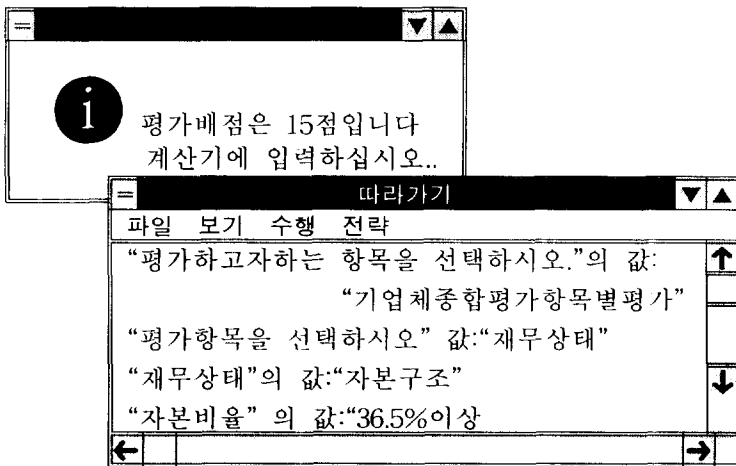 평가배점은 15점입니다
계산기에 입력하십시오..
따라가기
파일 보기 수행 전략
“평가하고자하는 항목을 선택하시오.”의 값:
“기업체종합평가항목별평가”
“평가항목을 선택하시오” 값:“재무상태”
“재무상태”의 값:“자본구조”
“자본비율” 의 값:“36.5%이상